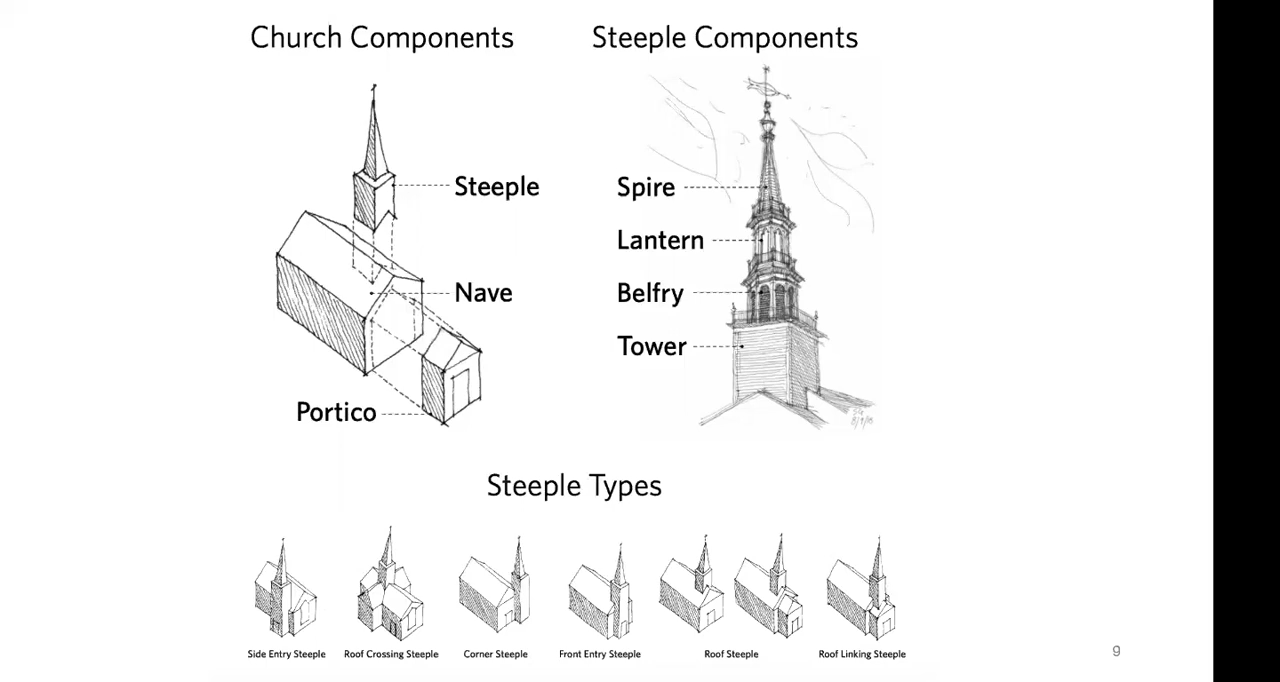 Church Components
Steeple Components
Steeple
Nave
Portico
Spire
Lantern
Belfry
Tower
Steeple Types
Side Entry Steeple
Roof Crossing Steeple
Corner Steeple
Front Entry Steeple
Roof Steeple
Roof Linking Steeple
9